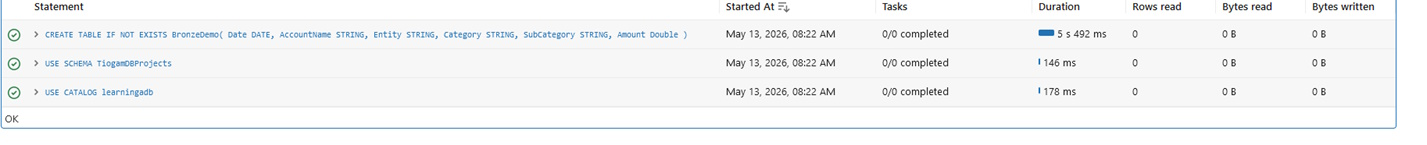 Statement Started At Tasks Duration Rows read Bytes read Bytes written
CREATE TABLE IF NOT EXISTS BronzeDemo( Date DATE, AccountName STRING, Entity STRING, Category STRING, SubCategory STRING, Amount Double ) May 13, 2026, 08:22 AM 0/0 completed 5 s 492 ms 0 0 B 0 B
USE SCHEMA TiogamDBProjects May 13, 2026, 08:22 AM 0/0 completed 146 ms 0 0 B 0 B
USE CATALOG learningadb May 13, 2026, 08:22 AM 0/0 completed 178 ms 0 0 B 0 B
OK